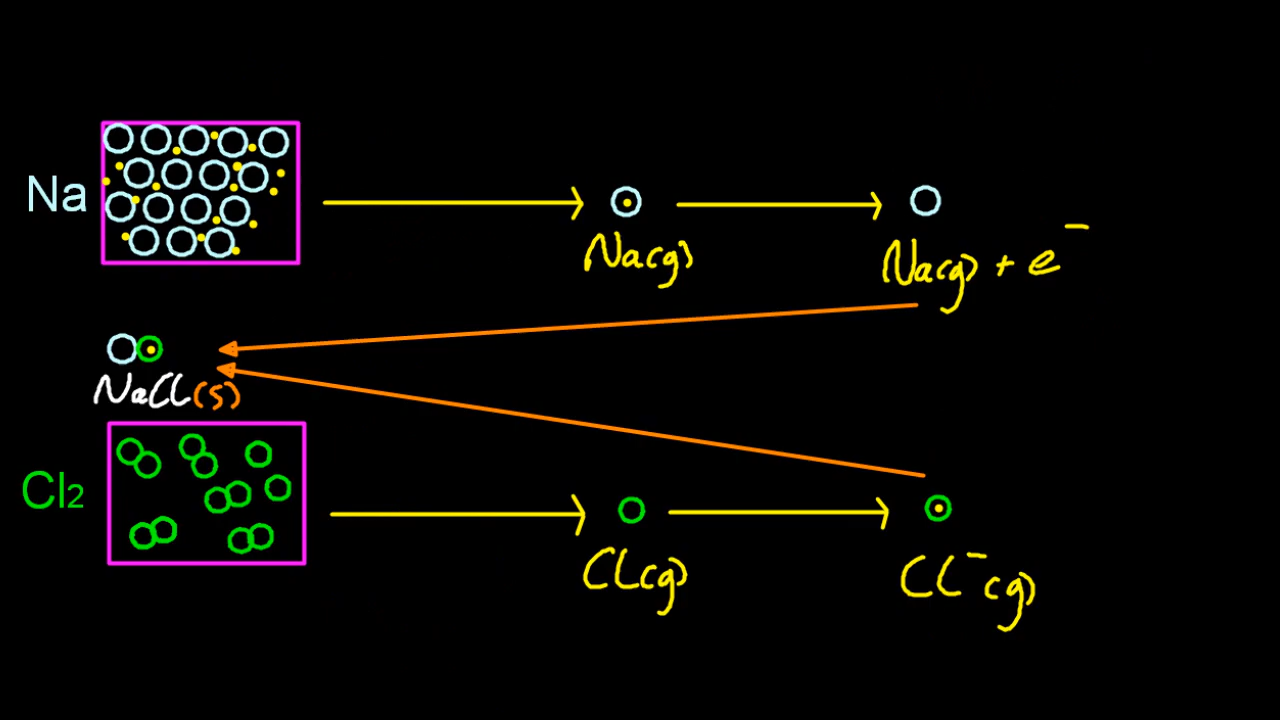 Na
Na(g)
Na(g) + e⁻
NaCl(s)
Cl₂
Cl(g)
Cl⁻(g)